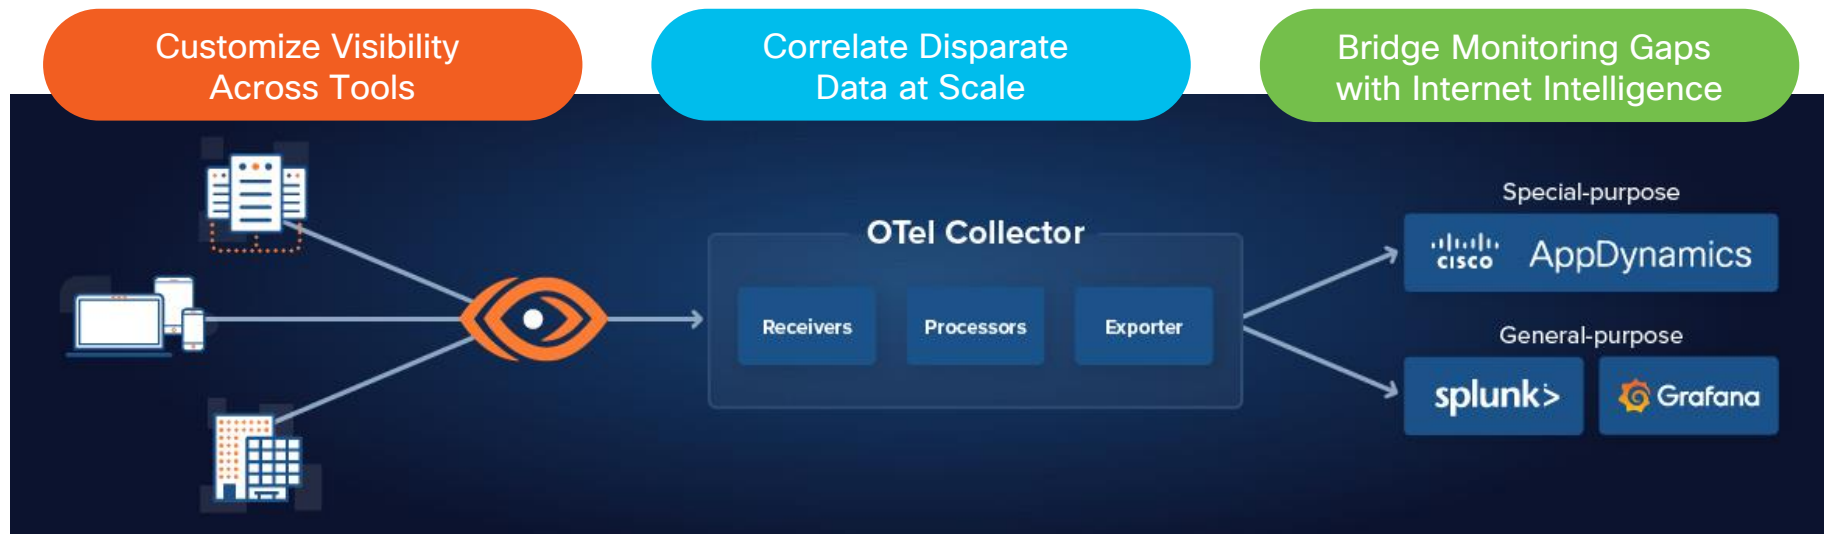 Customize Visibility
Across Tools
Correlate Disparate
Data at Scale
Bridge Monitoring Gaps
with Internet Intelligence
OTel Collector
Receivers
Processors
Exporter
Special-purpose
cisco AppDynamics
General-purpose
splunk>
Grafana